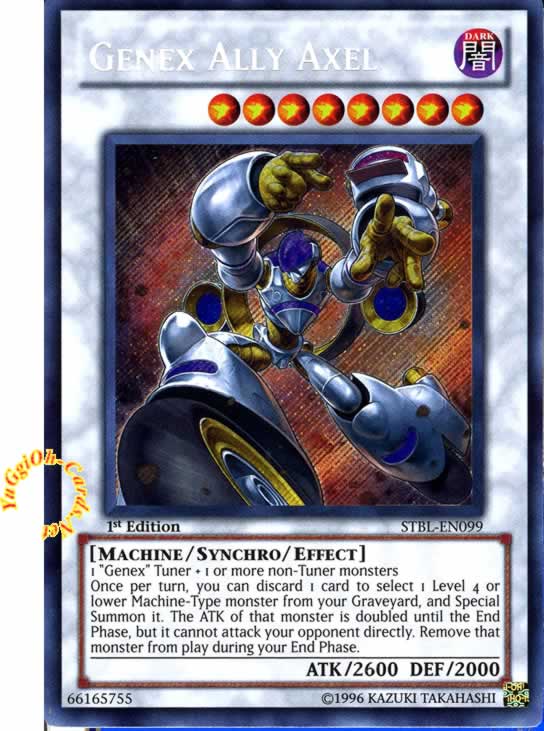 Genex Ally Axel
DARK
闇
YuGgiOh-Cards.Net
1st Edition
STBL-EN099
[Machine/Synchro/Effect]
1 "Genex" Tuner + 1 or more non-Tuner monsters
Once per turn, you can discard 1 card to select 1 Level 4 or
lower Machine-Type monster from your Graveyard, and Special
Summon it. The ATK of that monster is doubled until the End
Phase, but it cannot attack your opponent directly. Remove that
monster from play during your End Phase.
ATK/2600 DEF/2000
66165755
©1996 KAZUKI TAKAHASHI